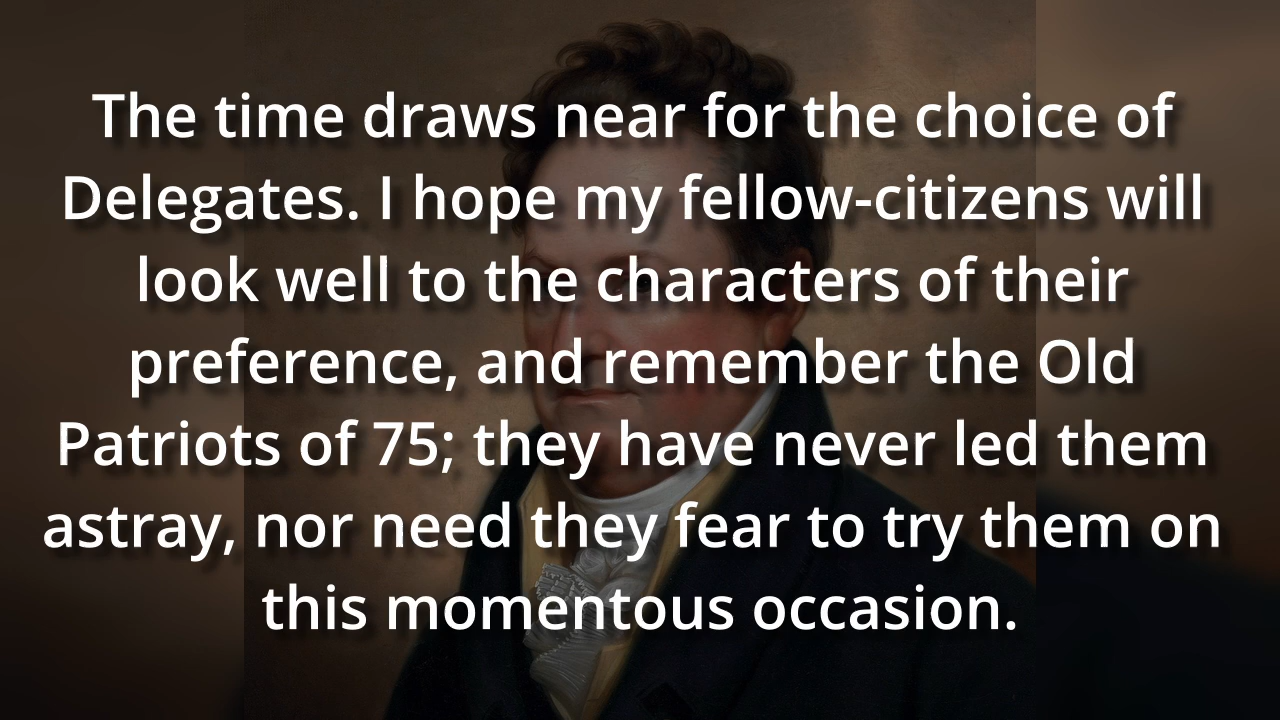 The time draws near for the choice of
Delegates. I hope my fellow-citizens will
look well to the characters of their
preference, and remember the Old
Patriots of 75; they have never led them
astray, nor need they fear to try them on
this momentous occasion.